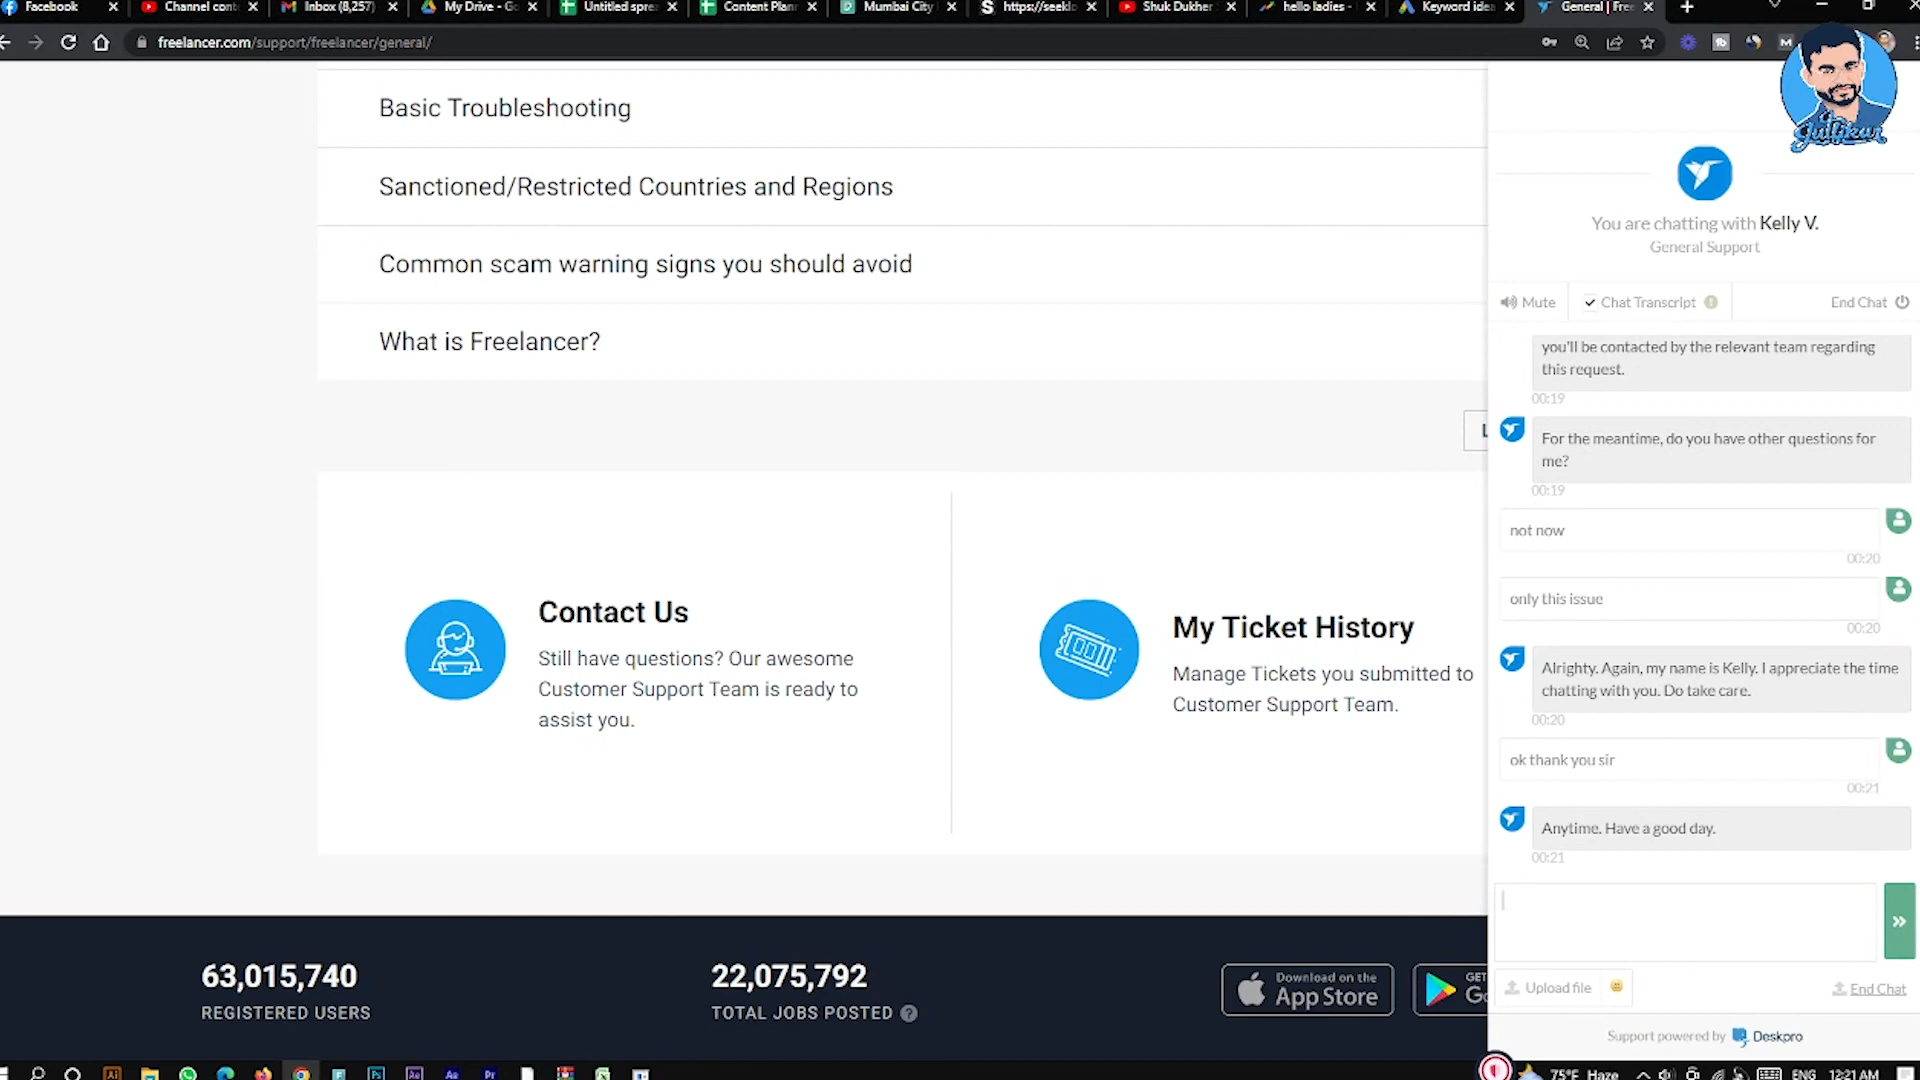 Facebook
Channel cont
Inbox (8,257)
My Drive - Go
Untitled spre
Content Plann
Mumbai City
https://seeklo
Shuk Dukher
hello ladies -
Keyword idea
General | Free
freelancer.com/support/freelancer/general/
Basic Troubleshooting
Sanctioned/Restricted Countries and Regions
Common scam warning signs you should avoid
What is Freelancer?
L
Contact Us
Still have questions? Our awesome
Customer Support Team is ready to
assist you.
My Ticket History
Manage Tickets you submitted to
Customer Support Team.
63,015,740
REGISTERED USERS
22,075,792
TOTAL JOBS POSTED ?
Download on the
App Store
GET
Go
You are chatting with Kelly V.
General Support
Mute
Chat Transcript
End Chat
you'll be contacted by the relevant team regarding
this request.
00:19
For the meantime, do you have other questions for
me?
00:19
not now
00:20
only this issue
00:20
Alrighty. Again, my name is Kelly. I appreciate the time
chatting with you. Do take care.
00:20
ok thank you sir
00:21
Anytime. Have a good day.
00:21
Upload file
End Chat
Support powered by Deskpro
75°F Haze
ENG
12:21 AM